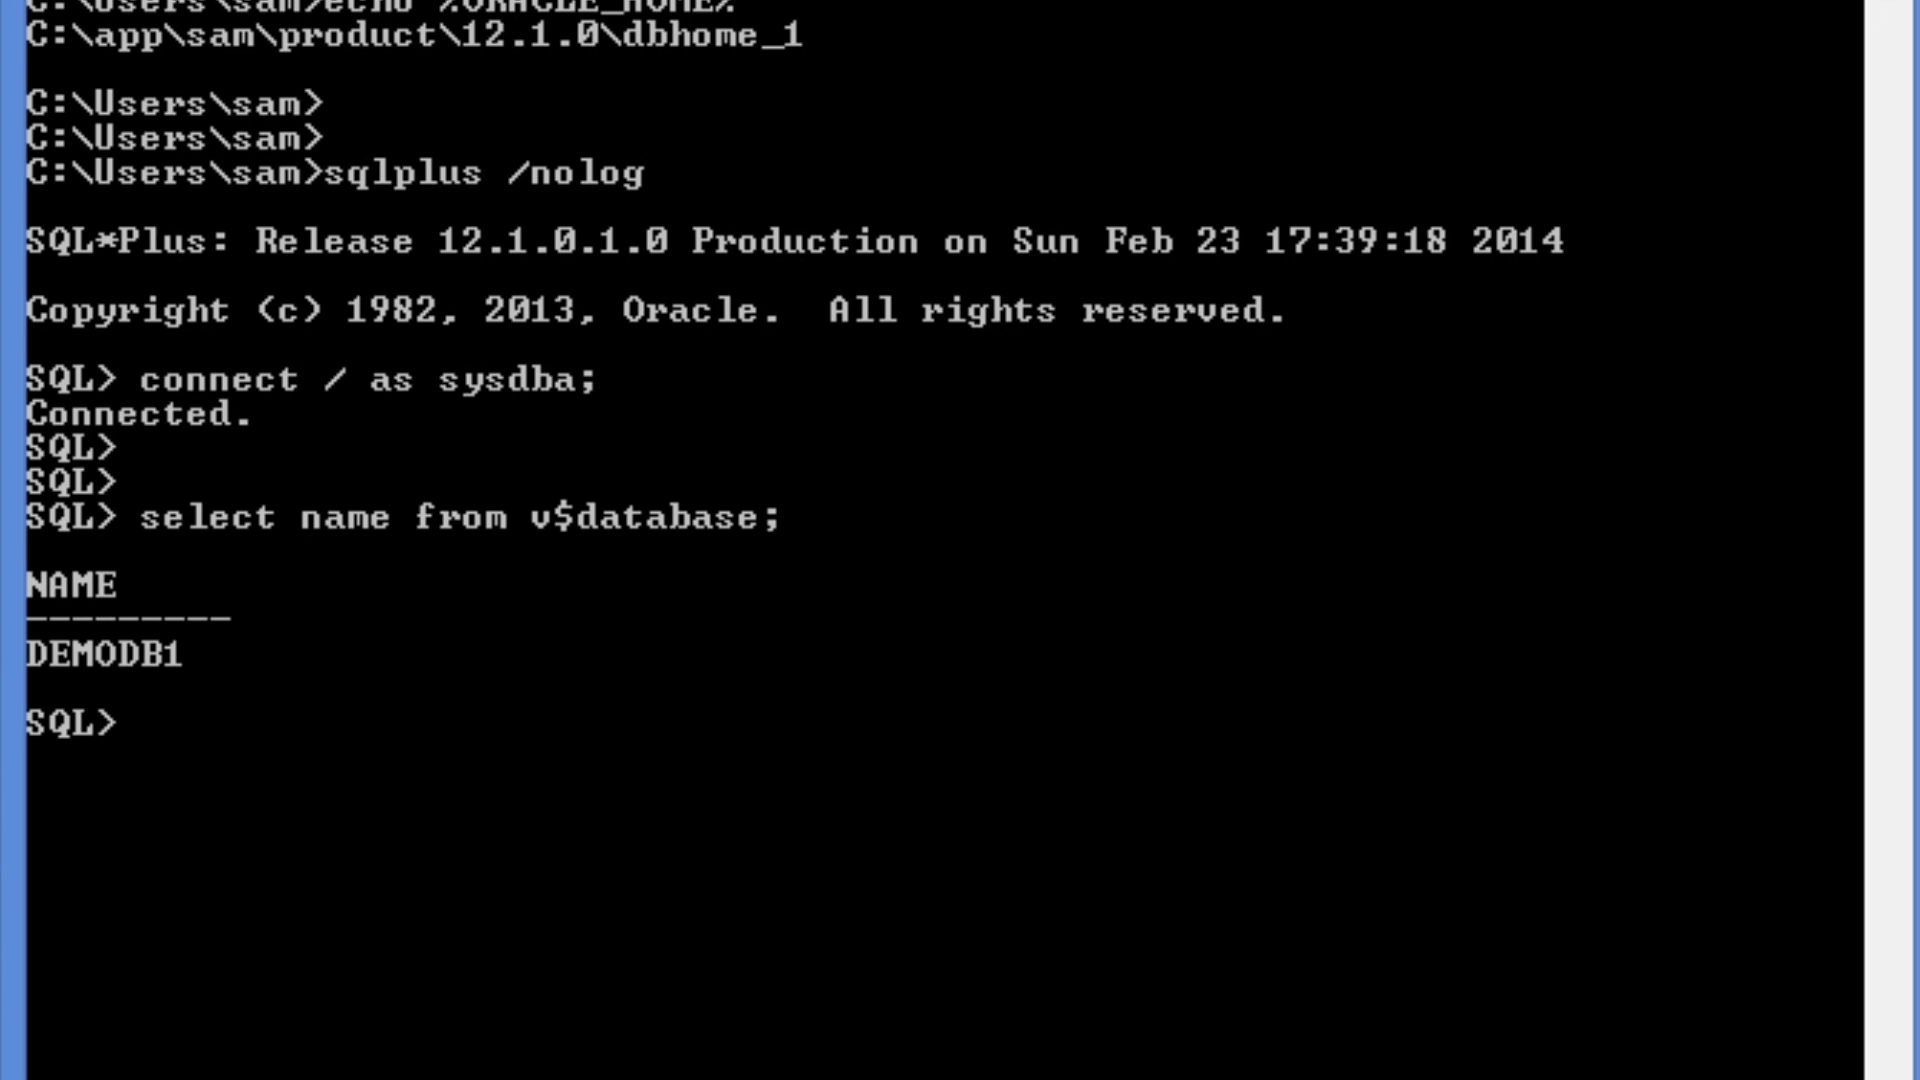 C:\Users\sam>echo %ORACLE_HOME%
C:\app\sam\product\12.1.0\dbhome_1
C:\Users\sam>
C:\Users\sam>
C:\Users\sam>sqlplus /nolog
SQL*Plus: Release 12.1.0.1.0 Production on Sun Feb 23 17:39:18 2014
Copyright (c) 1982, 2013, Oracle.  All rights reserved.
SQL> connect / as sysdba;
Connected.
SQL>
SQL>
SQL> select name from v$database;
NAME
---------
DEMODB1
SQL>